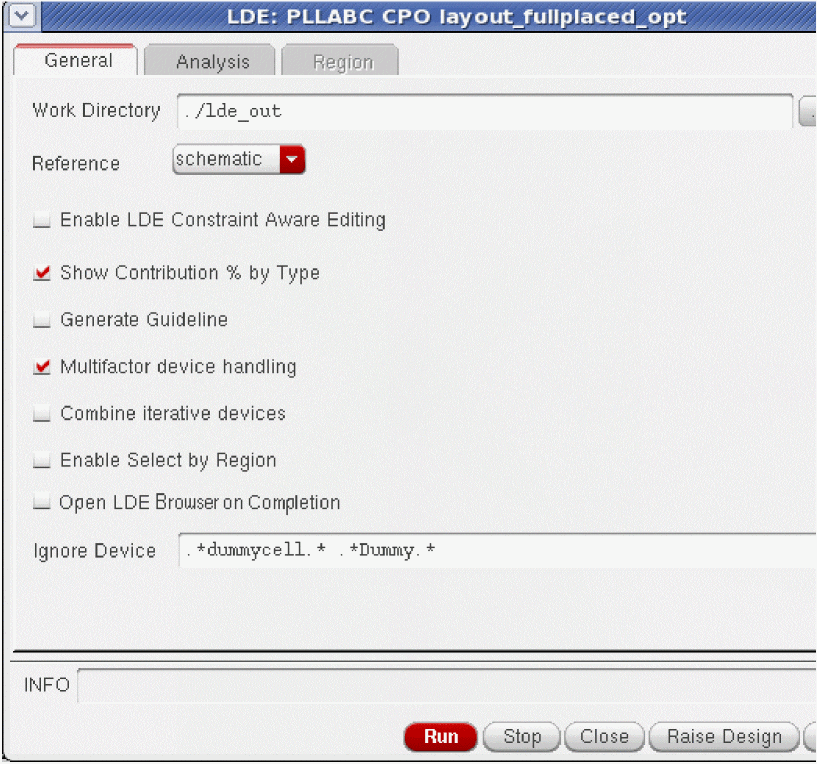 LDE: PLLABC CPO layout_fullplaced_opt
General Analysis Region
Work Directory ./lde_out
Reference schematic
Enable LDE Constraint Aware Editing
Show Contribution % by Type
Generate Guideline
Multifactor device handling
Combine iterative devices
Enable Select by Region
Open LDE Browser on Completion
Ignore Device .*dummycell.* .*Dummy.*
INFO
Run Stop Close Raise Design